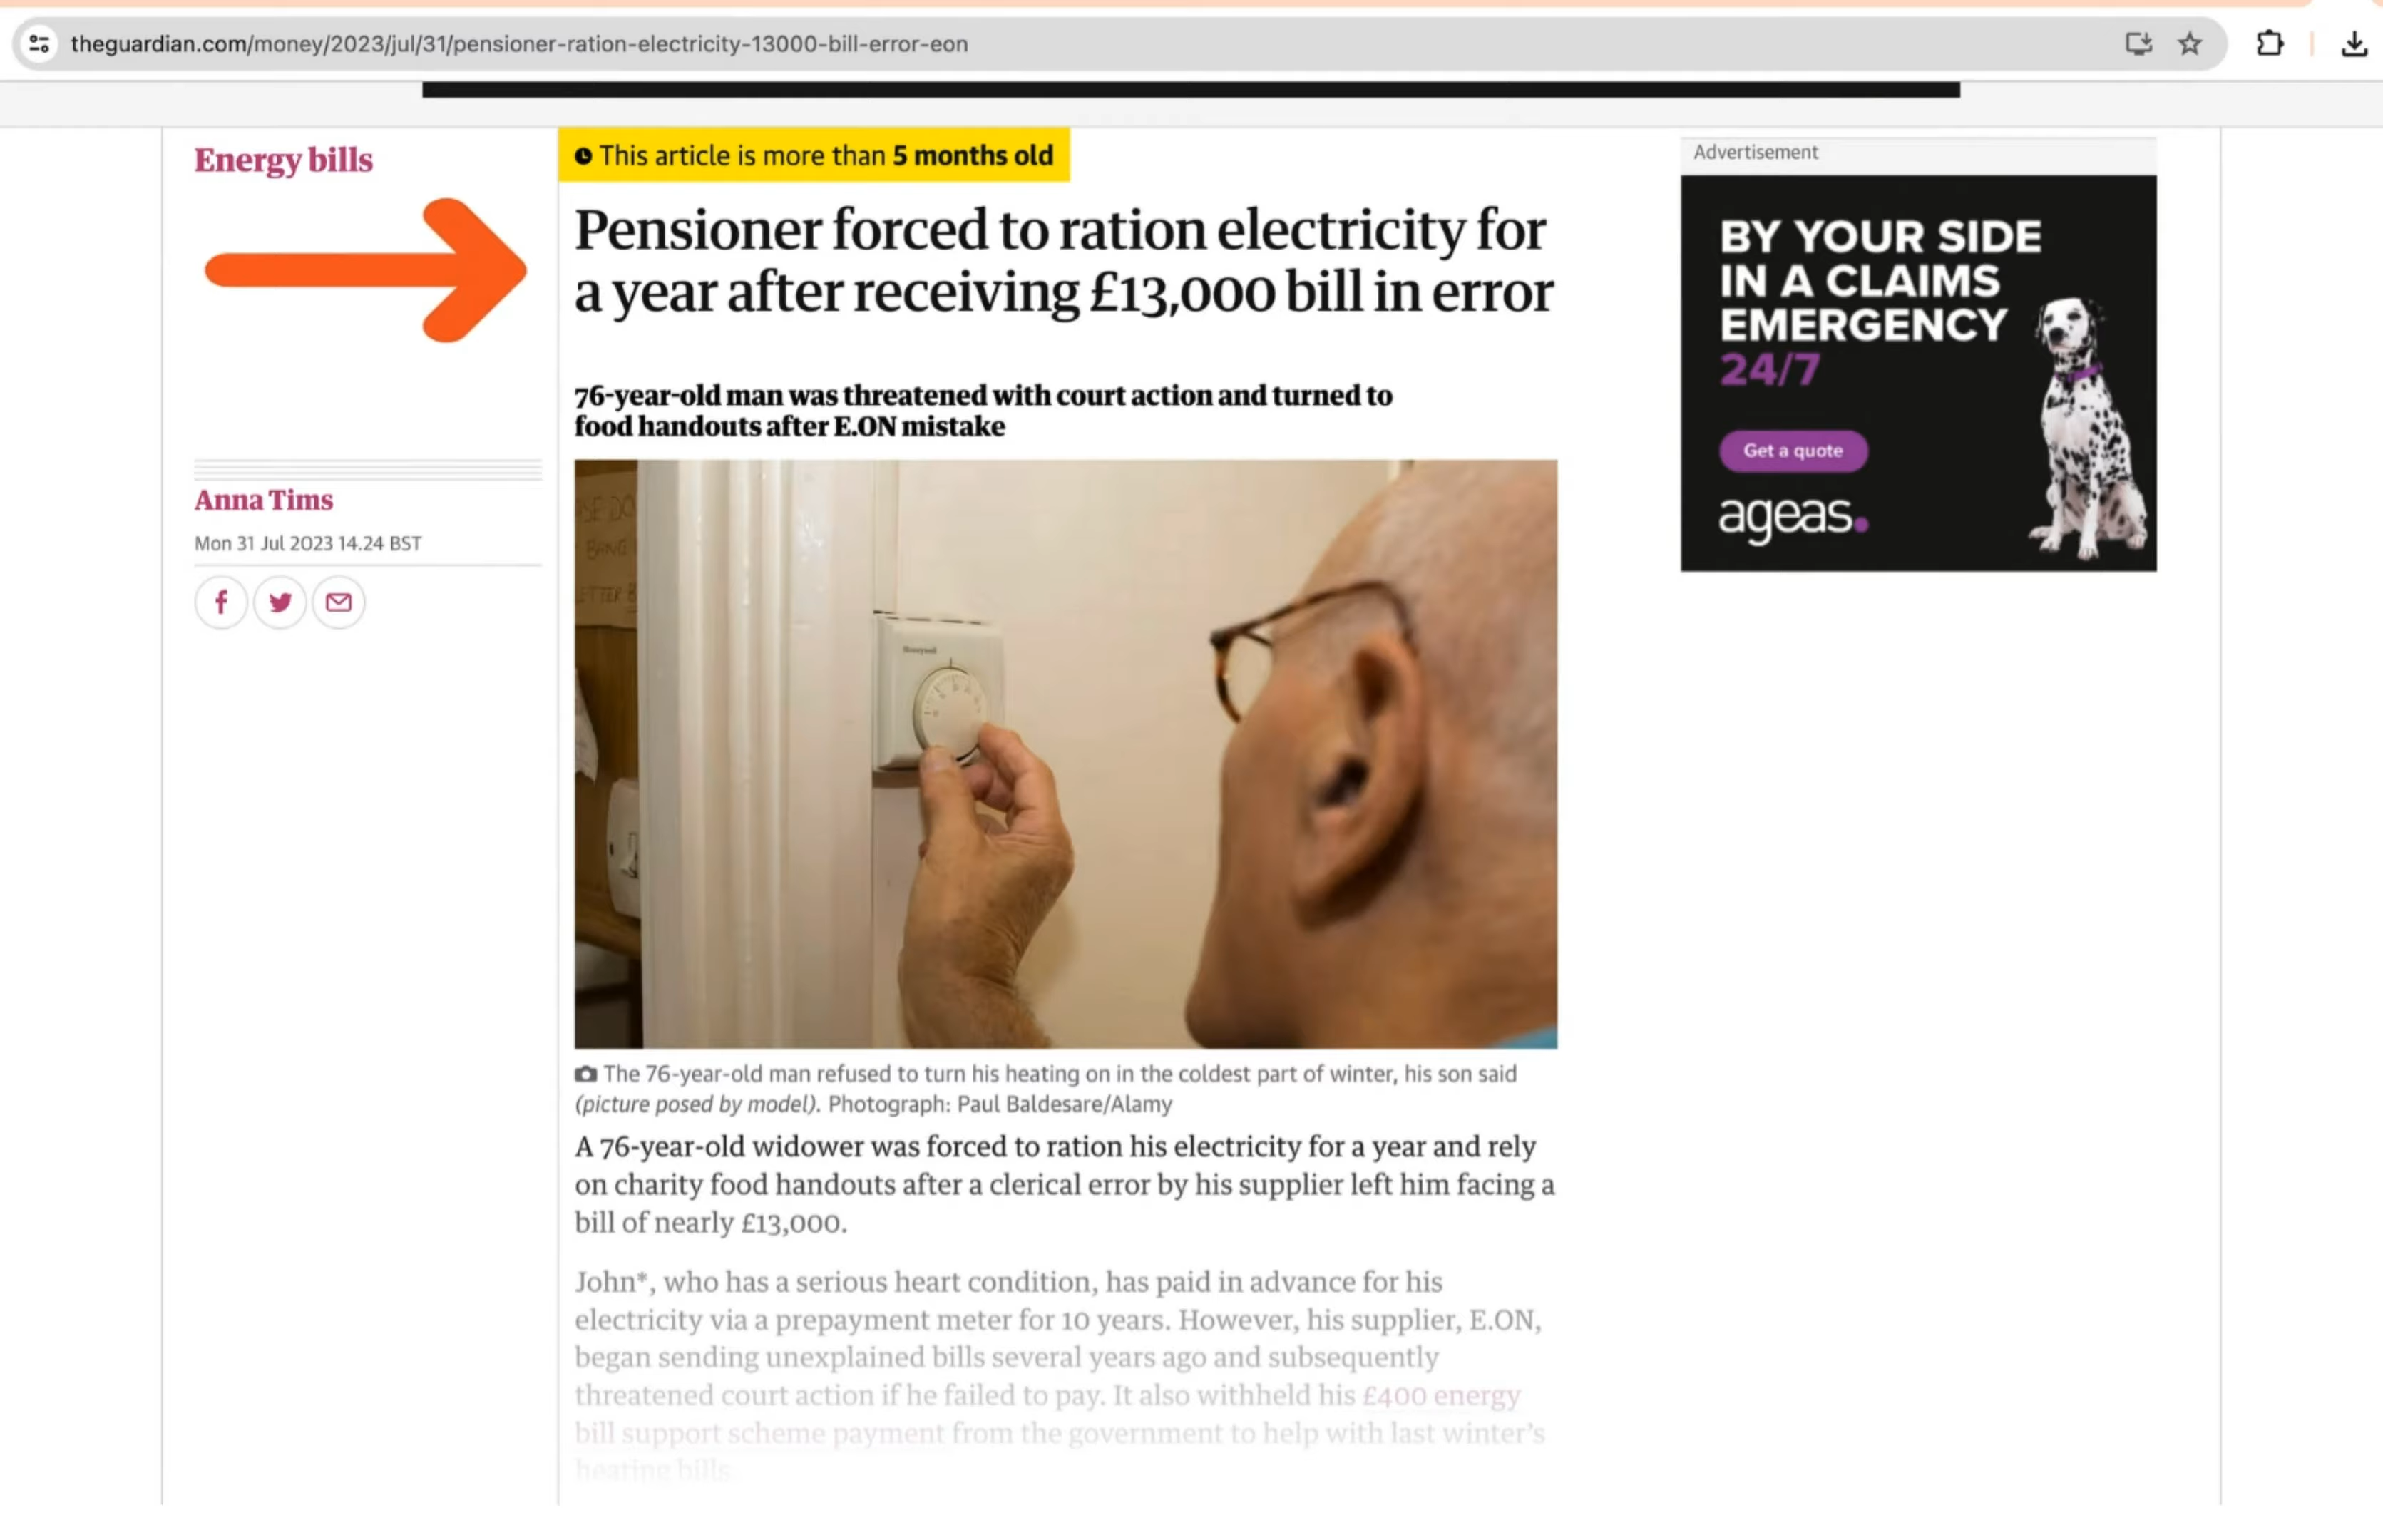 theguardian.com/money/2023/jul/31/pensioner-ration-electricity-13000-bill-error-eon
Energy bills
This article is more than 5 months old
Pensioner forced to ration electricity for
a year after receiving £13,000 bill in error
76-year-old man was threatened with court action and turned to
food handouts after E.ON mistake
Anna Tims
Mon 31 Jul 2023 14.24 BST
Honeywell
The 76-year-old man refused to turn his heating on in the coldest part of winter, his son said
(picture posed by model). Photograph: Paul Baldesare/Alamy
A 76-year-old widower was forced to ration his electricity for a year and rely
on charity food handouts after a clerical error by his supplier left him facing a
bill of nearly £13,000.
John*, who has a serious heart condition, has paid in advance for his
electricity via a prepayment meter for 10 years. However, his supplier, E.ON,
began sending unexplained bills several years ago and subsequently
threatened court action if he failed to pay. It also withheld his £400 energy
bill support scheme payment from the government to help with last winter's
heating bills.
Advertisement
BY YOUR SIDE
IN A CLAIMS
EMERGENCY
24/7
Get a quote
ageas.